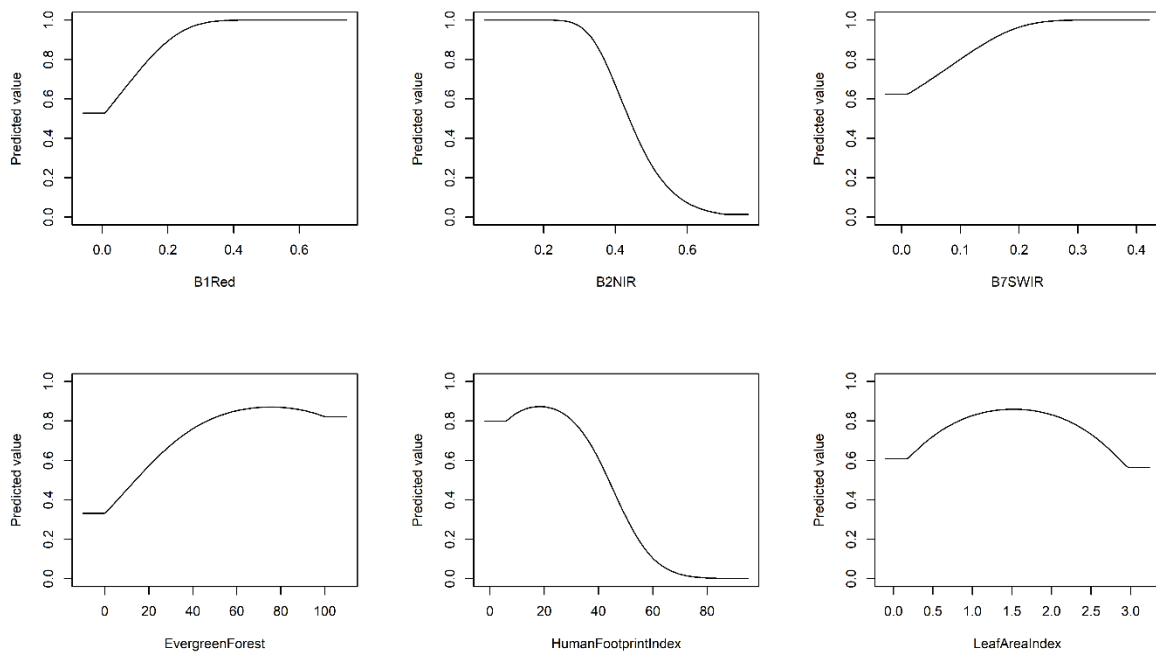 Predicted value
0.0 0.2 0.4 0.6 0.8 1.0
0.0 0.2 0.4 0.6
B1Red
Predicted value
0.0 0.2 0.4 0.6 0.8 1.0
0.2 0.4 0.6
B2NIR
Predicted value
0.0 0.2 0.4 0.6 0.8 1.0
0.0 0.1 0.2 0.3 0.4
B7SWIR
Predicted value
0.0 0.2 0.4 0.6 0.8 1.0
0 20 40 60 80 100
EvergreenForest
Predicted value
0.0 0.2 0.4 0.6 0.8 1.0
0 20 40 60 80
HumanFootprintIndex
Predicted value
0.0 0.2 0.4 0.6 0.8 1.0
0.0 0.5 1.0 1.5 2.0 2.5 3.0
LeafAreaIndex